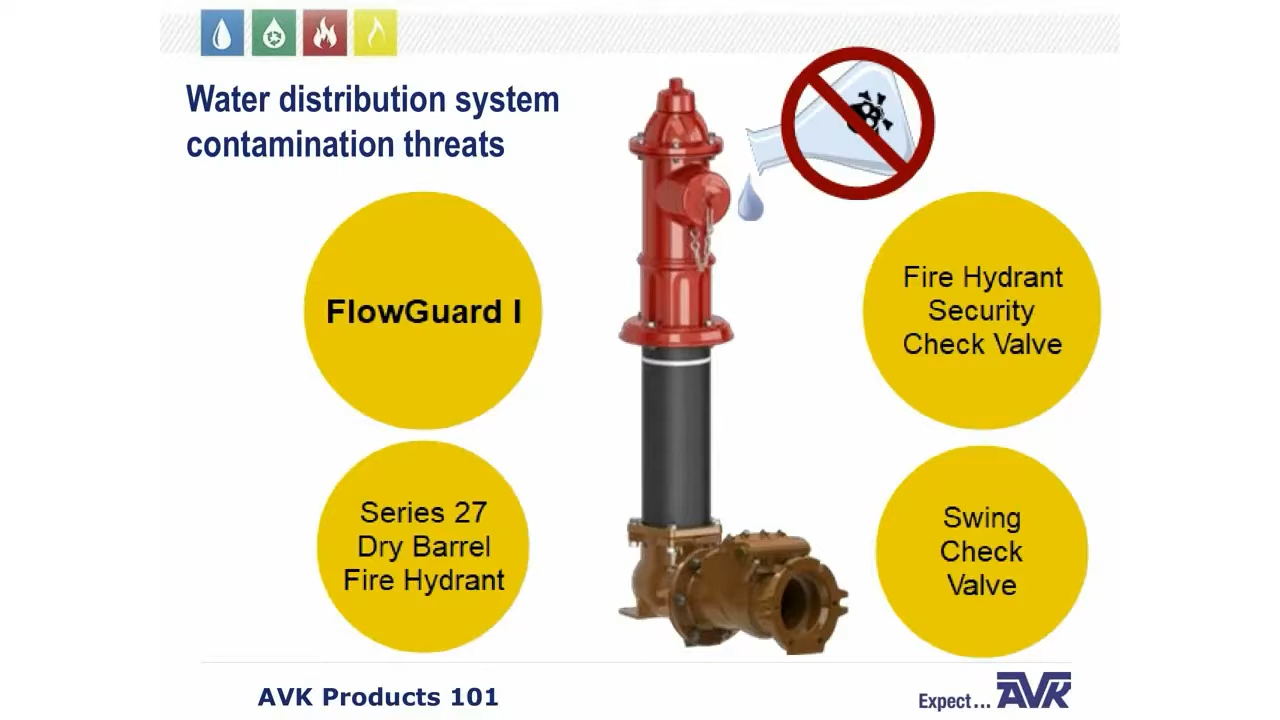 Water distribution system
contamination threats
FlowGuard I
Fire Hydrant
Security
Check Valve
Series 27
Dry Barrel
Fire Hydrant
Swing
Check
Valve
AVK Products 101
Expect... AVK